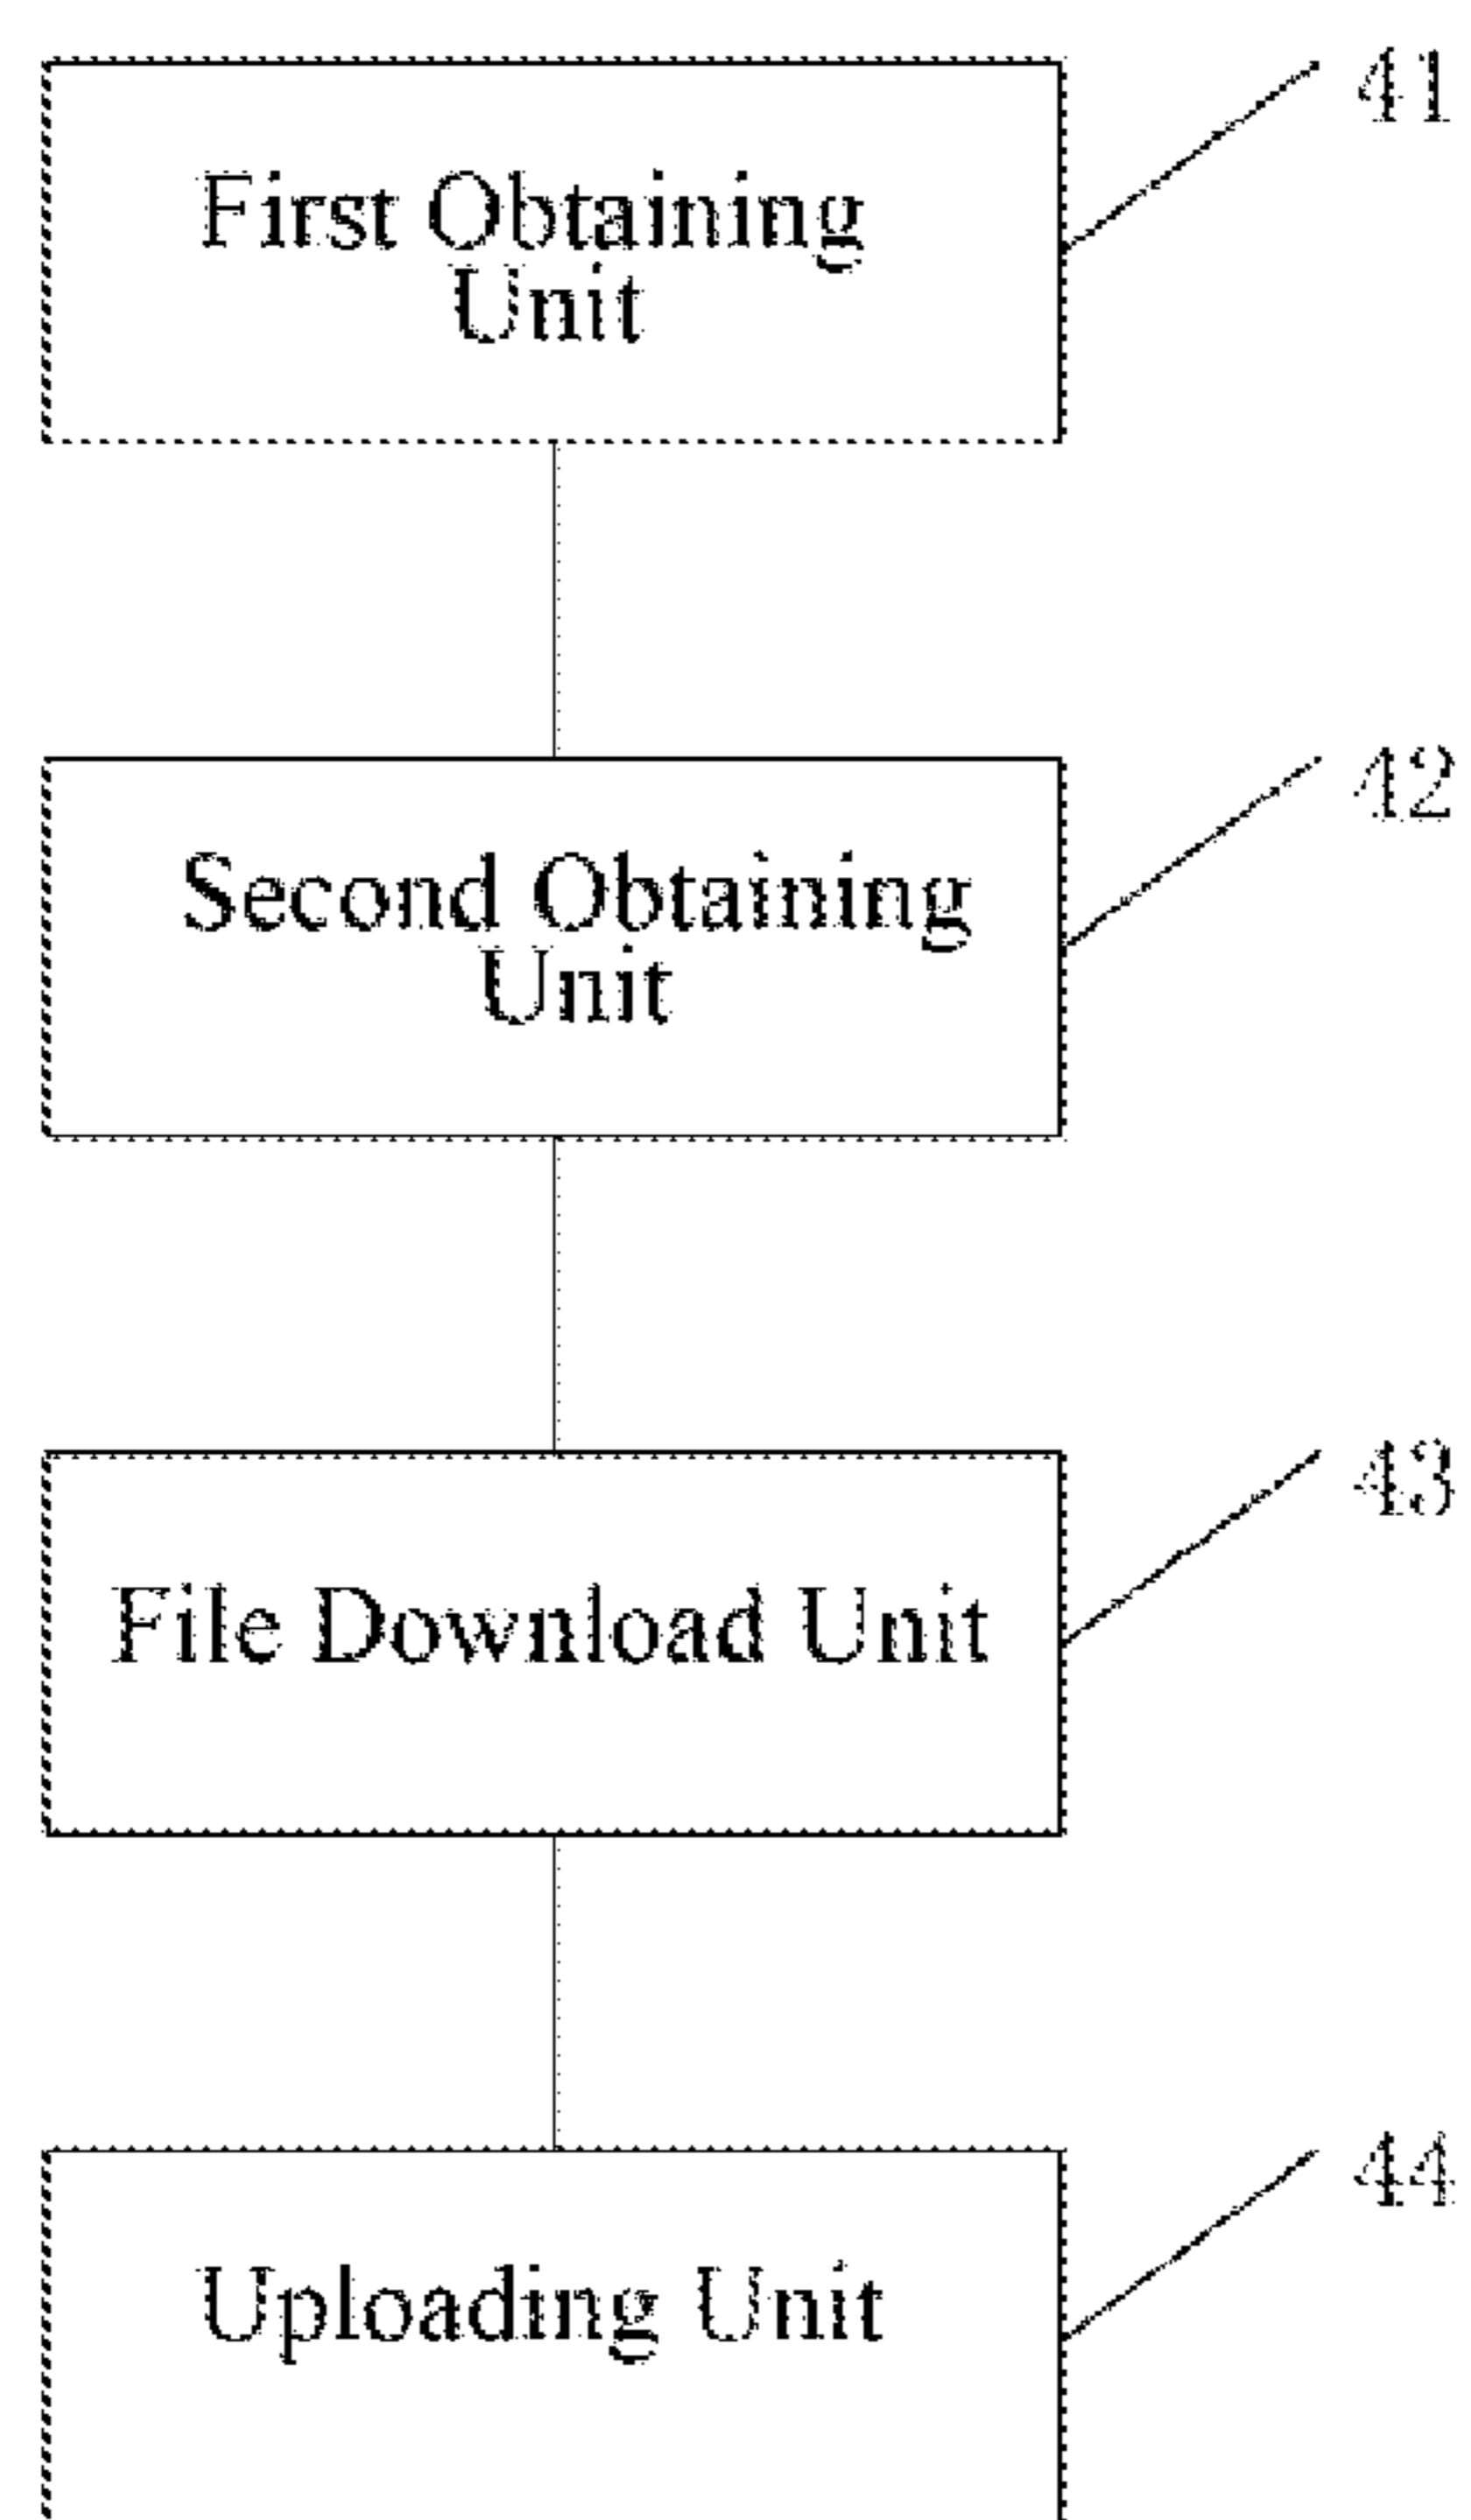 41
First Obtaining
Unit
42
Second Obtaining
Unit
43
File Download Unit
44
Uploading Unit